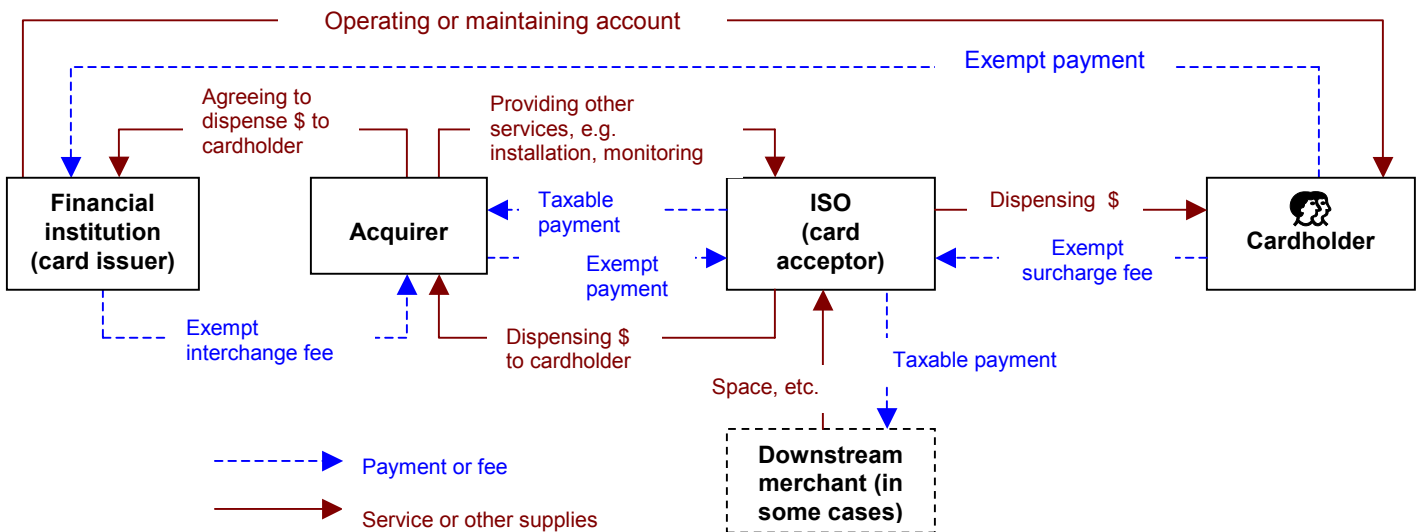 Operating or maintaining account
Exempt payment
Agreeing to
dispense $ to
cardholder
Providing other
services, e.g.
installation, monitoring
Financial
institution
(card issuer)
Acquirer
Taxable
payment
Exempt
payment
ISO
(card
acceptor)
Dispensing $
Exempt
surcharge fee
Cardholder
Exempt
interchange fee
Dispensing $
to cardholder
Taxable payment
Space, etc.
Downstream
merchant (in
some cases)
Payment or fee
Service or other supplies